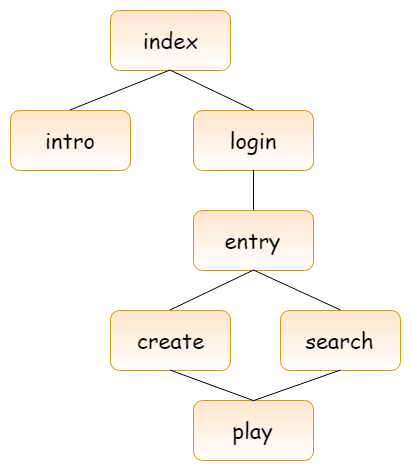 index
intro
login
entry
create
search
play